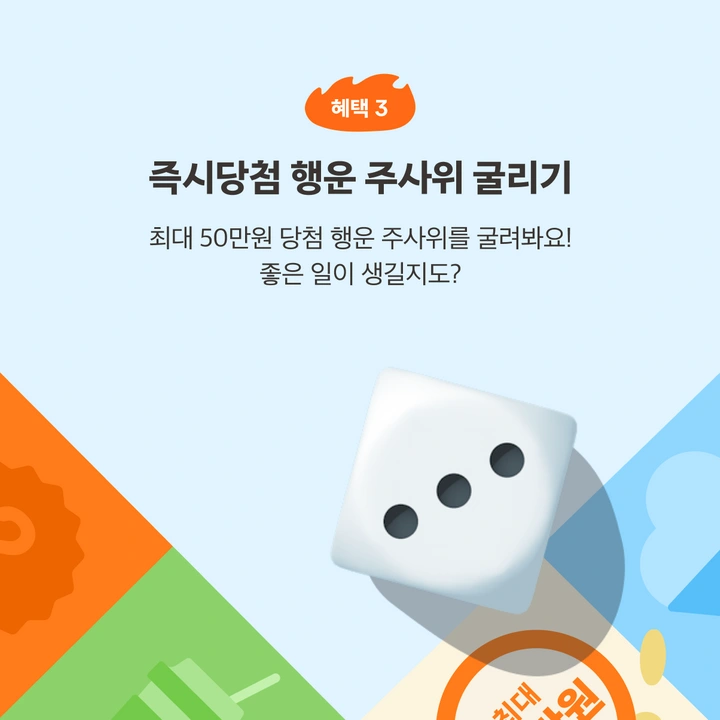 혜택 3
즉시당첨 행운 주사위 굴리기
최대 50만원 당첨 행운 주사위를 굴려봐요!
좋은 일이 생길지도?
최대